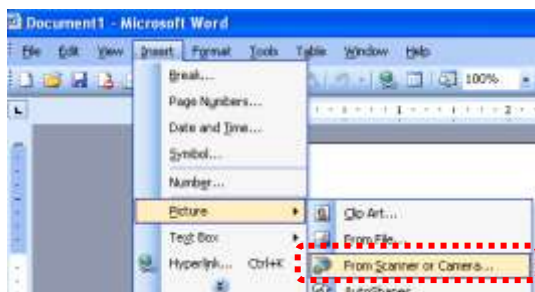 Document1 - Microsoft Word
File Edit View Insert Format Tools Table Window Help
100%
Break...
Page Numbers...
Date and Time...
Symbol...
Number...
Picture
Clip Art...
Text Box
From File...
Hyperlink... Ctrl+K
From Scanner or Camera...
AutoShapes